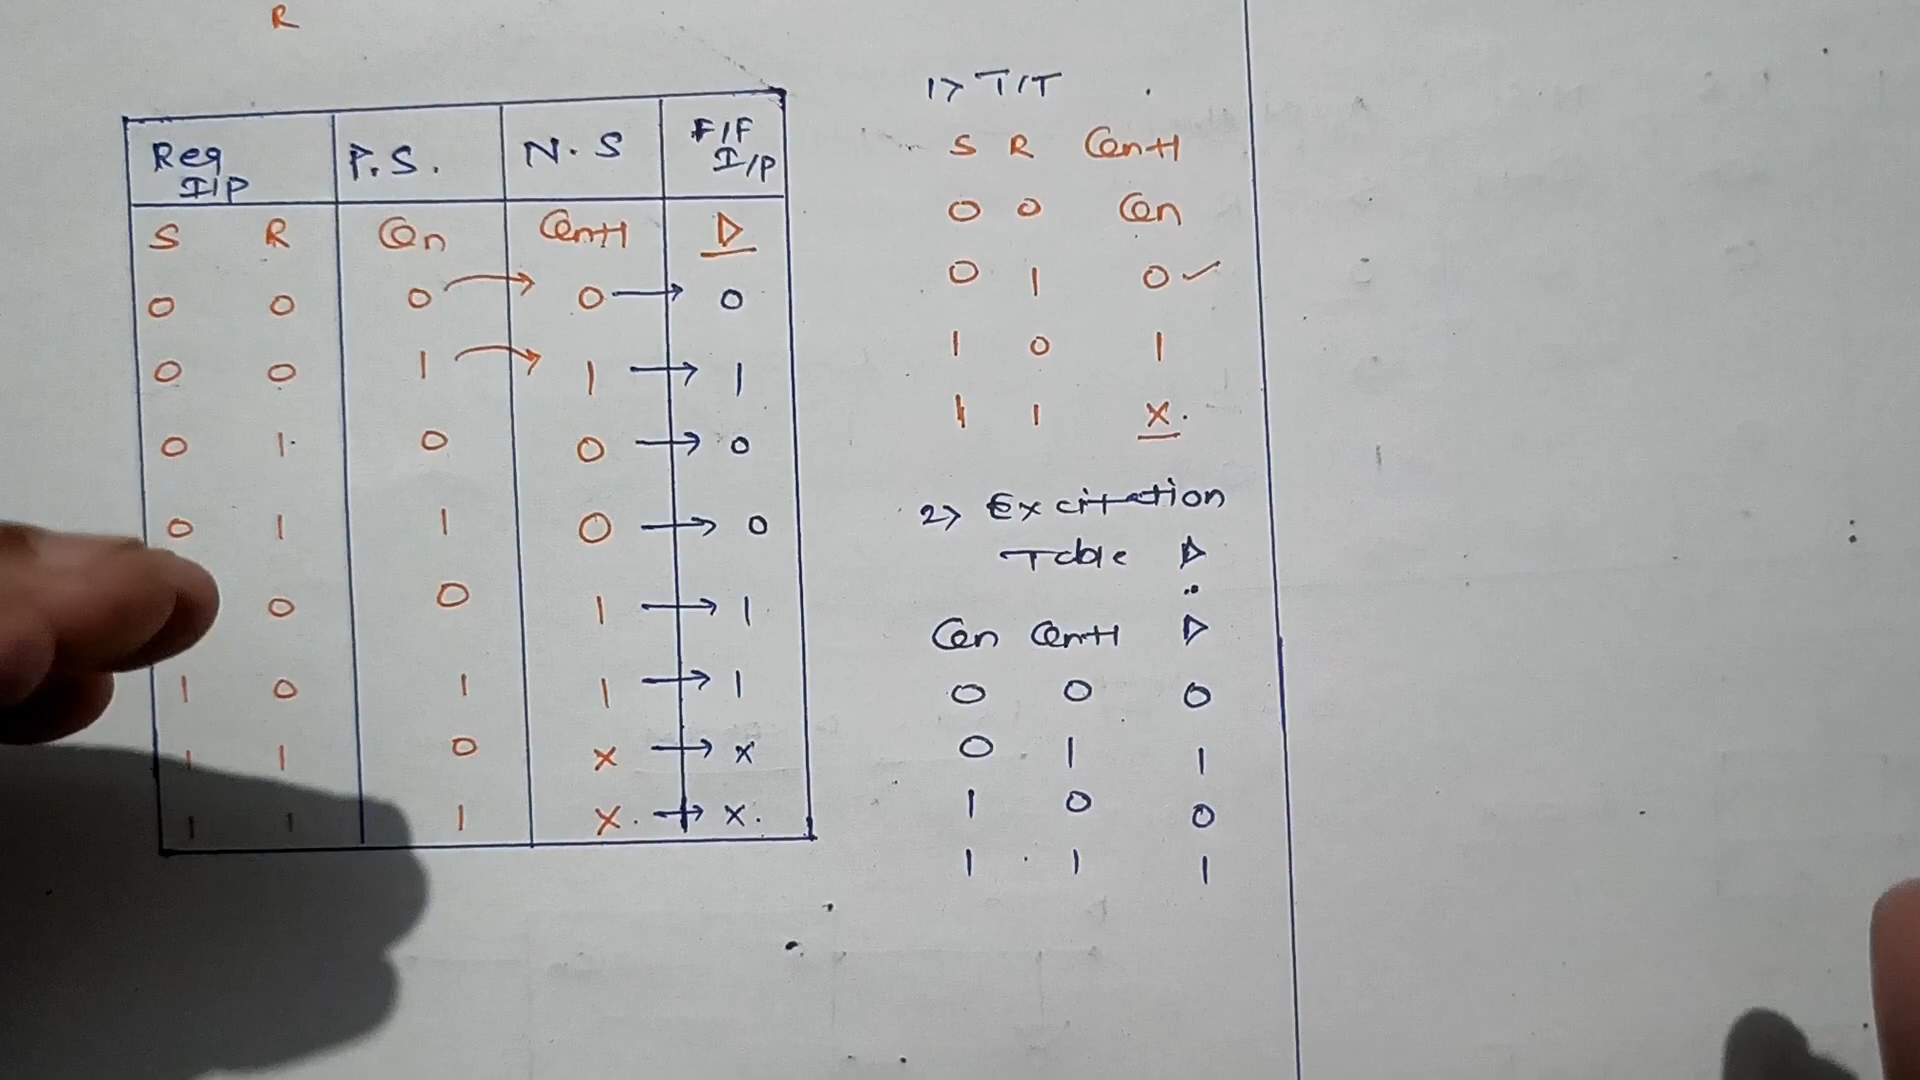 R
Req I/P P.S. N.S F/F I/P
S R Qn Qn+1 D
0 0 0 → 0 → 0
0 0 1 → 1 → 1
0 1 0 0 → 0
0 1 1 0 → 0
0 0 1 → 1
1 0 1 1 → 1
1 1 0 x → x
1 1 1 x. → x.
1> T/T
S R Qn+1
0 0 Qn
0 1 0 ✓
1 0 1
1 1 x.
2> Excitation
Table D
:
Qn Qn+1 D
0 0 0
0 1 1
1 0 0
1 1 1